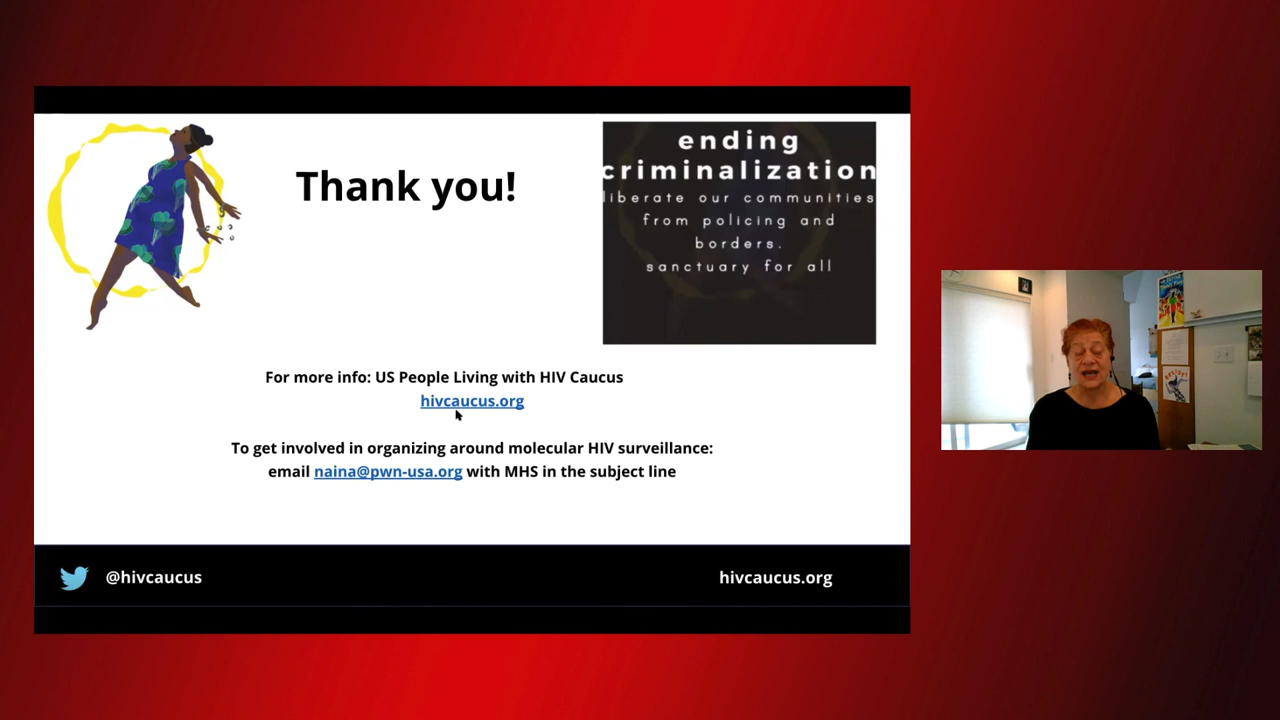 Thank you!
ending
criminalization
liberate our communities
from policing and
borders.
sanctuary for all
For more info: US People Living with HIV Caucus
hivcaucus.org
To get involved in organizing around molecular HIV surveillance:
email naina@pwn-usa.org with MHS in the subject line
@hivcaucus
hivcaucus.org